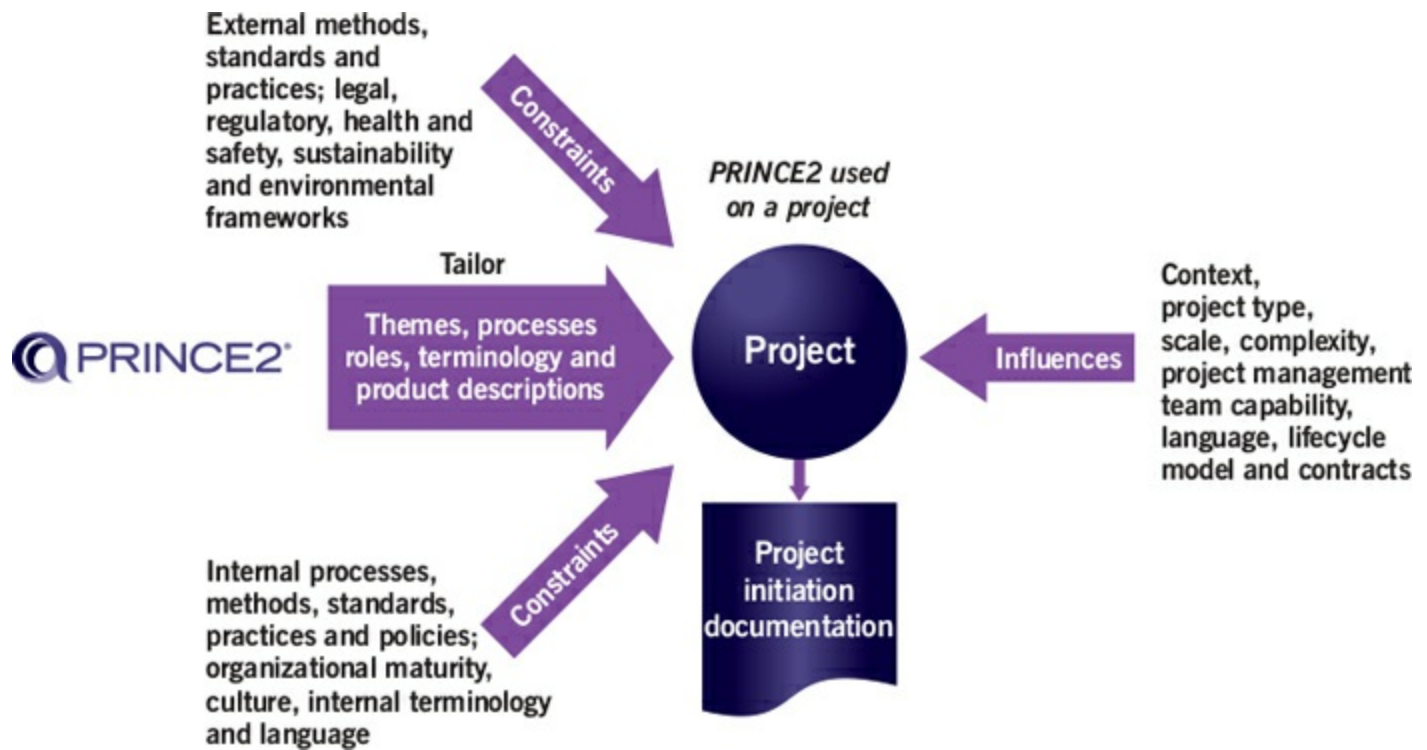 External methods,
standards and
practices; legal,
regulatory, health and
safety, sustainability
and environmental
frameworks
Constraints
PRINCE2 used
on a project
Tailor
PRINCE2®
Themes, processes
roles, terminology and
product descriptions
Project
Influences
Context,
project type,
scale, complexity,
project management
team capability,
language, lifecycle
model and contracts
Constraints
Internal processes,
methods, standards,
practices and policies;
organizational maturity,
culture, internal terminology
and language
Project
initiation
documentation